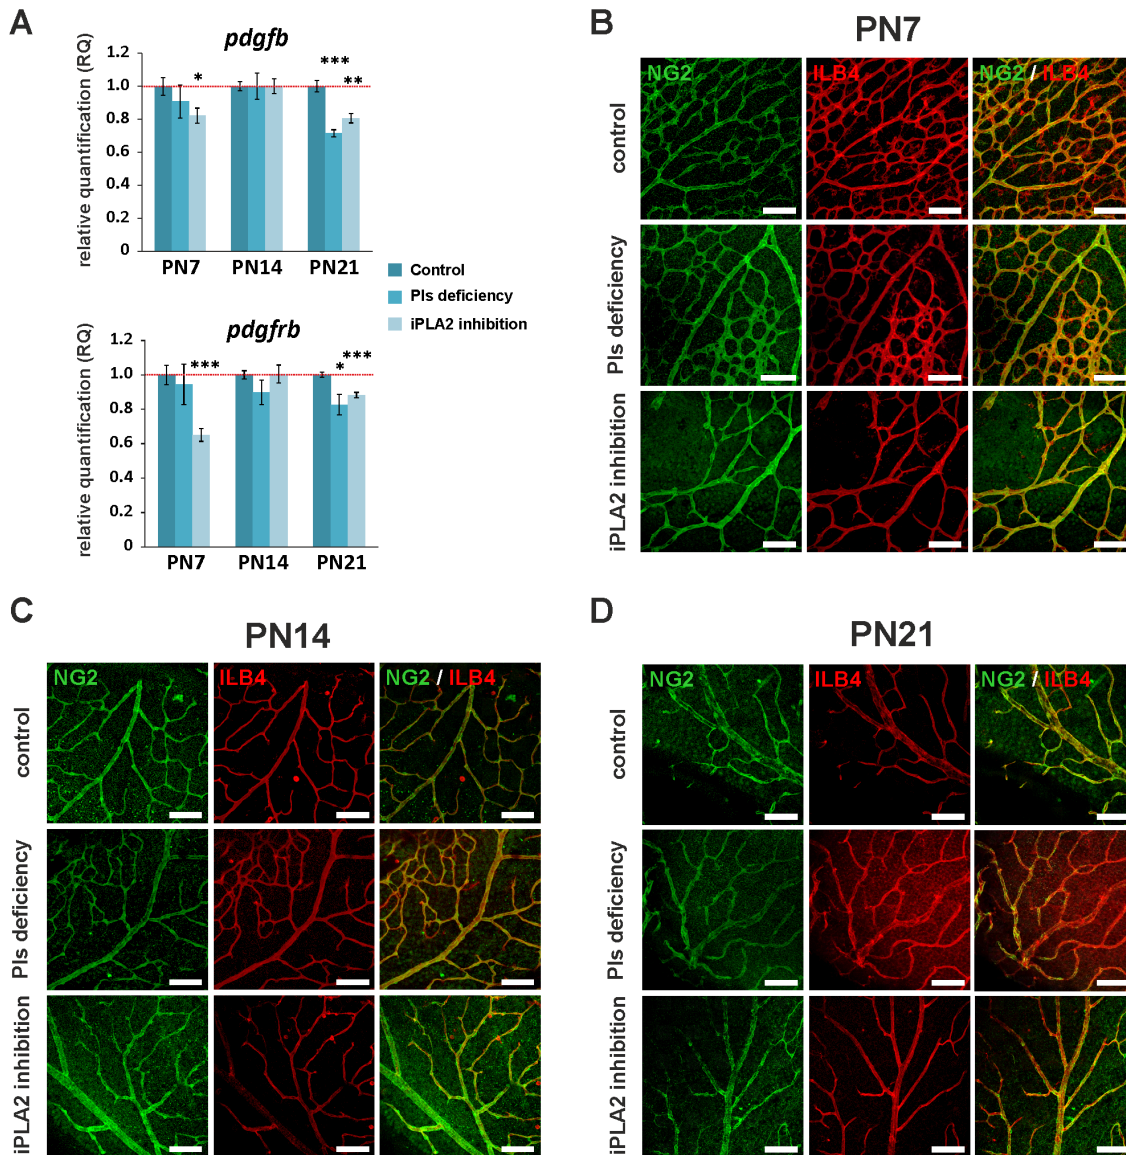 A
pdgfb
relative quantification (RQ)
1.2
1.0
0.8
0.6
0.4
0.2
0
*
***
**
PN7 PN14 PN21
Control
Pls deficiency
iPLA2 inhibition
pdgfrb
relative quantification (RQ)
1.0
0.8
0.6
0.4
0.2
0
***
***
*
PN7 PN14 PN21
B
PN7
NG2 ILB4 NG2 / ILB4
control
Pls deficiency
iPLA2 inhibition
C
PN14
NG2 ILB4 NG2 / ILB4
control
Pls deficiency
iPLA2 inhibition
D
PN21
NG2 ILB4 NG2 / ILB4
control
Pls deficiency
iPLA2 inhibition